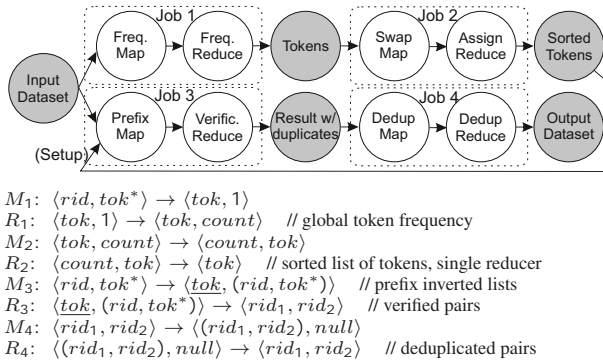 Job 1
Job 2
Freq.
Map
Freq.
Reduce
Tokens
Swap
Map
Assign
Reduce
Sorted
Tokens
Input
Dataset
Job 3
Job 4
Prefix
Map
Verific.
Reduce
Result w/
duplicates
Dedup
Map
Dedup
Reduce
Output
Dataset
(Setup)
M₁: ⟨rid, tok*⟩ → ⟨tok, 1⟩
R₁: ⟨tok, 1⟩ → ⟨tok, count⟩ // global token frequency
M₂: ⟨tok, count⟩ → ⟨count, tok⟩
R₂: ⟨count, tok⟩ → ⟨tok⟩ // sorted list of tokens, single reducer
M₃: ⟨rid, tok*⟩ → ⟨tok, (rid, tok*)⟩ // prefix inverted lists
R₃: ⟨tok, (rid, tok*)⟩ → ⟨rid₁, rid₂⟩ // verified pairs
M₄: ⟨rid₁, rid₂⟩ → ⟨(rid₁, rid₂), null⟩
R₄: ⟨(rid₁, rid₂), null⟩ → ⟨rid₁, rid₂⟩ // deduplicated pairs